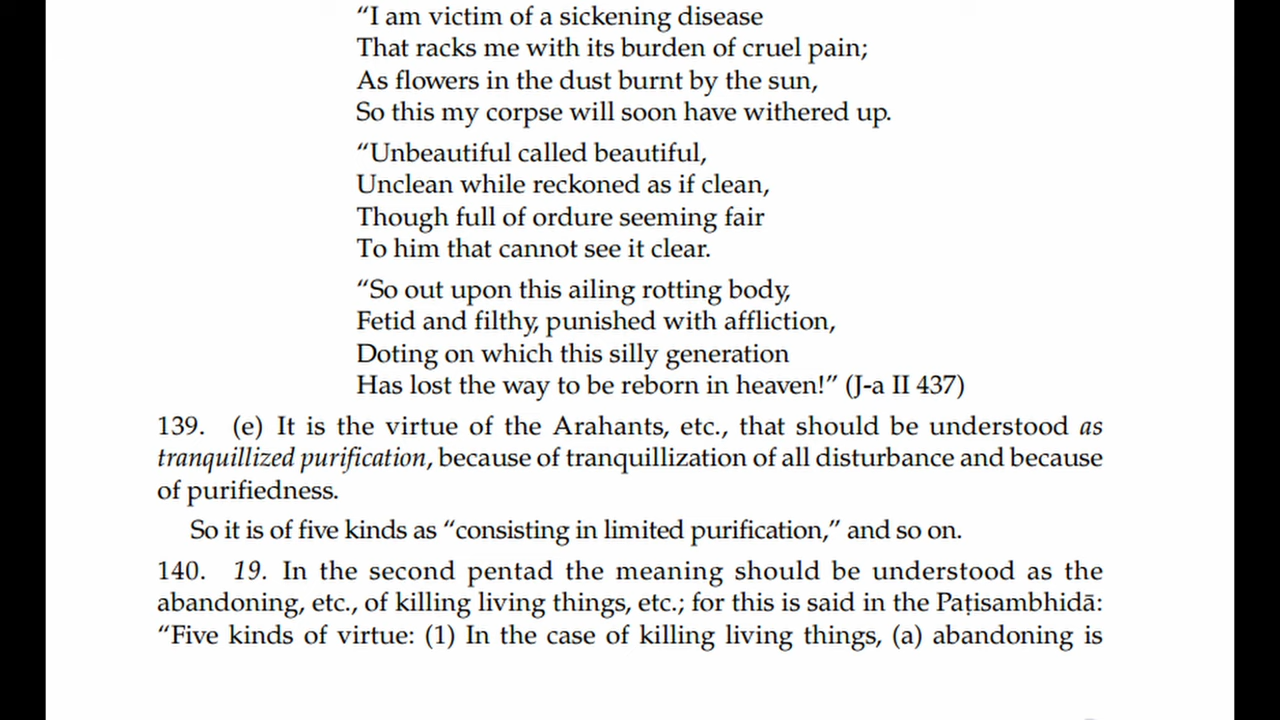 “I am victim of a sickening disease
That racks me with its burden of cruel pain;
As flowers in the dust burnt by the sun,
So this my corpse will soon have withered up.
“Unbeautiful called beautiful,
Unclean while reckoned as if clean,
Though full of ordure seeming fair
To him that cannot see it clear.
“So out upon this ailing rotting body,
Fetid and filthy, punished with affliction,
Doting on which this silly generation
Has lost the way to be reborn in heaven!” (J-a II 437)
139. (e) It is the virtue of the Arahants, etc., that should be understood as
tranquillized purification, because of tranquillization of all disturbance and because
of purifiedness.
So it is of five kinds as “consisting in limited purification,” and so on.
140. 19. In the second pentad the meaning should be understood as the
abandoning, etc., of killing living things, etc.; for this is said in the Paṭisambhidā:
“Five kinds of virtue: (1) In the case of killing living things, (a) abandoning is